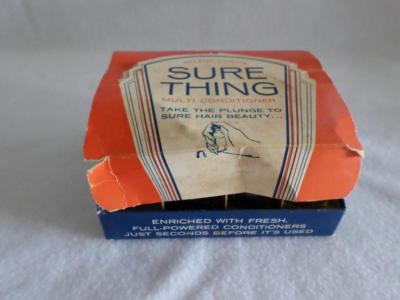 SURE
THING
MULTI CONDITIONER
TAKE THE PLUNGE TO
SURE HAIR BEAUTY...
ENRICHED WITH FRESH,
FULL-POWERED CONDITIONERS
JUST SECONDS BEFORE IT'S USED